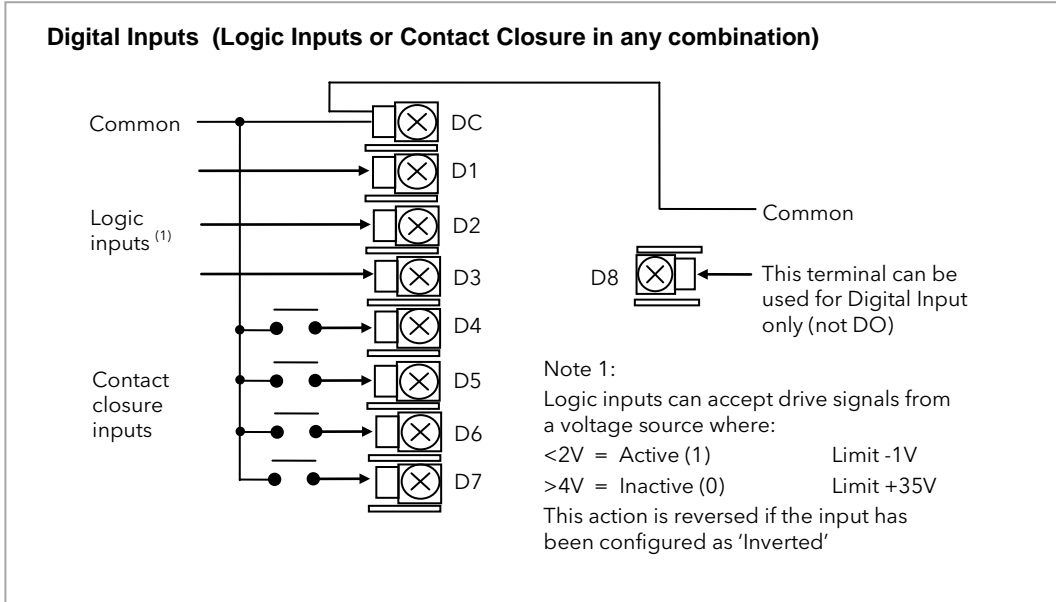 Digital Inputs (Logic Inputs or Contact Closure in any combination)
Common
DC
D1
Logic
inputs (1)
D2
D3
D4
Contact
closure
inputs
D5
D6
D7
Common
D8
This terminal can be
used for Digital Input
only (not DO)
Note 1:
Logic inputs can accept drive signals from
a voltage source where:
<2V = Active (1) Limit -1V
>4V = Inactive (0) Limit +35V
This action is reversed if the input has
been configured as ‘Inverted’